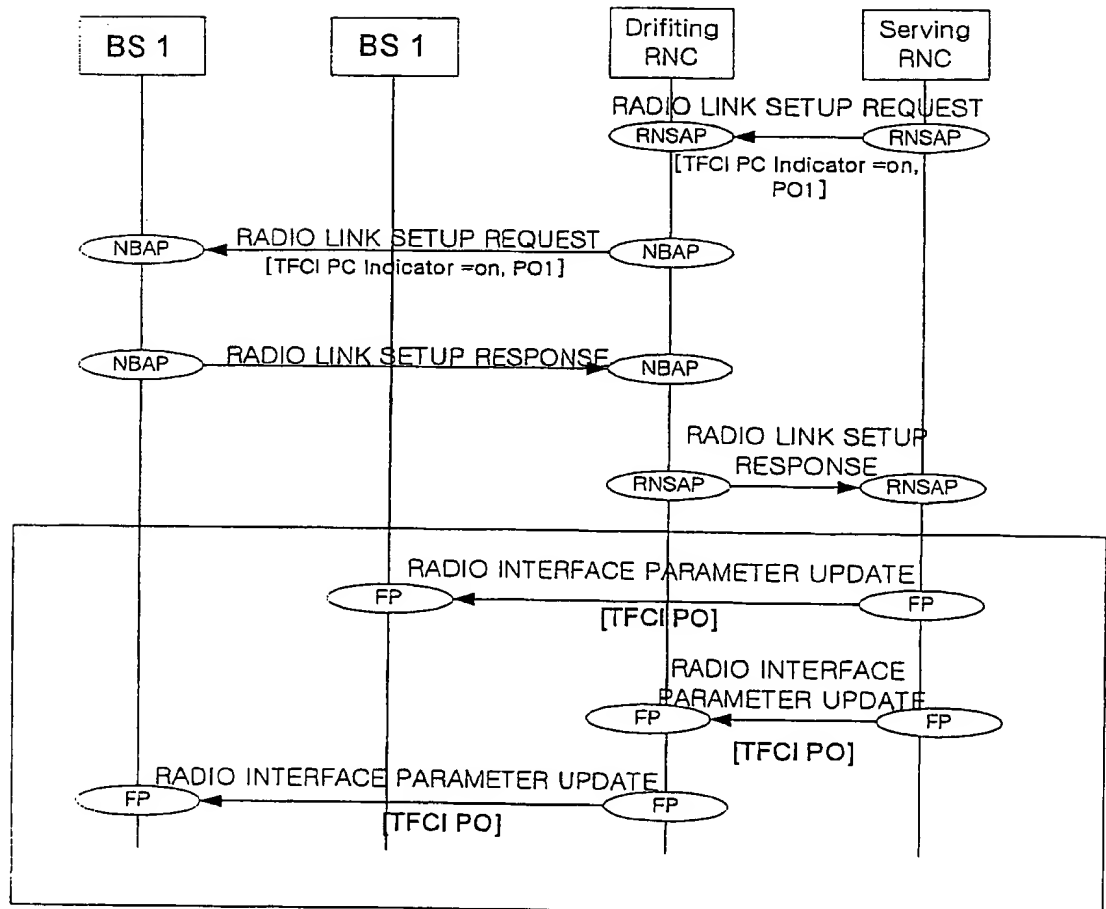 BS 1
BS 1
Drifiting
RNC
Serving
RNC
RADIO LINK SETUP REQUEST
RNSAP
RNSAP
[TFCI PC Indicator =on,
PO1]
RADIO LINK SETUP REQUEST
NBAP
NBAP
[TFCI PC Indicator =on, PO1]
RADIO LINK SETUP RESPONSE
NBAP
NBAP
RADIO LINK SETUP
RESPONSE
RNSAP
RNSAP
RADIO INTERFACE PARAMETER UPDATE
FP
FP
[TFCI PO]
RADIO INTERFACE
PARAMETER UPDATE
FP
FP
[TFCI PO]
RADIO INTERFACE PARAMETER UPDATE
FP
FP
[TFCI PO]